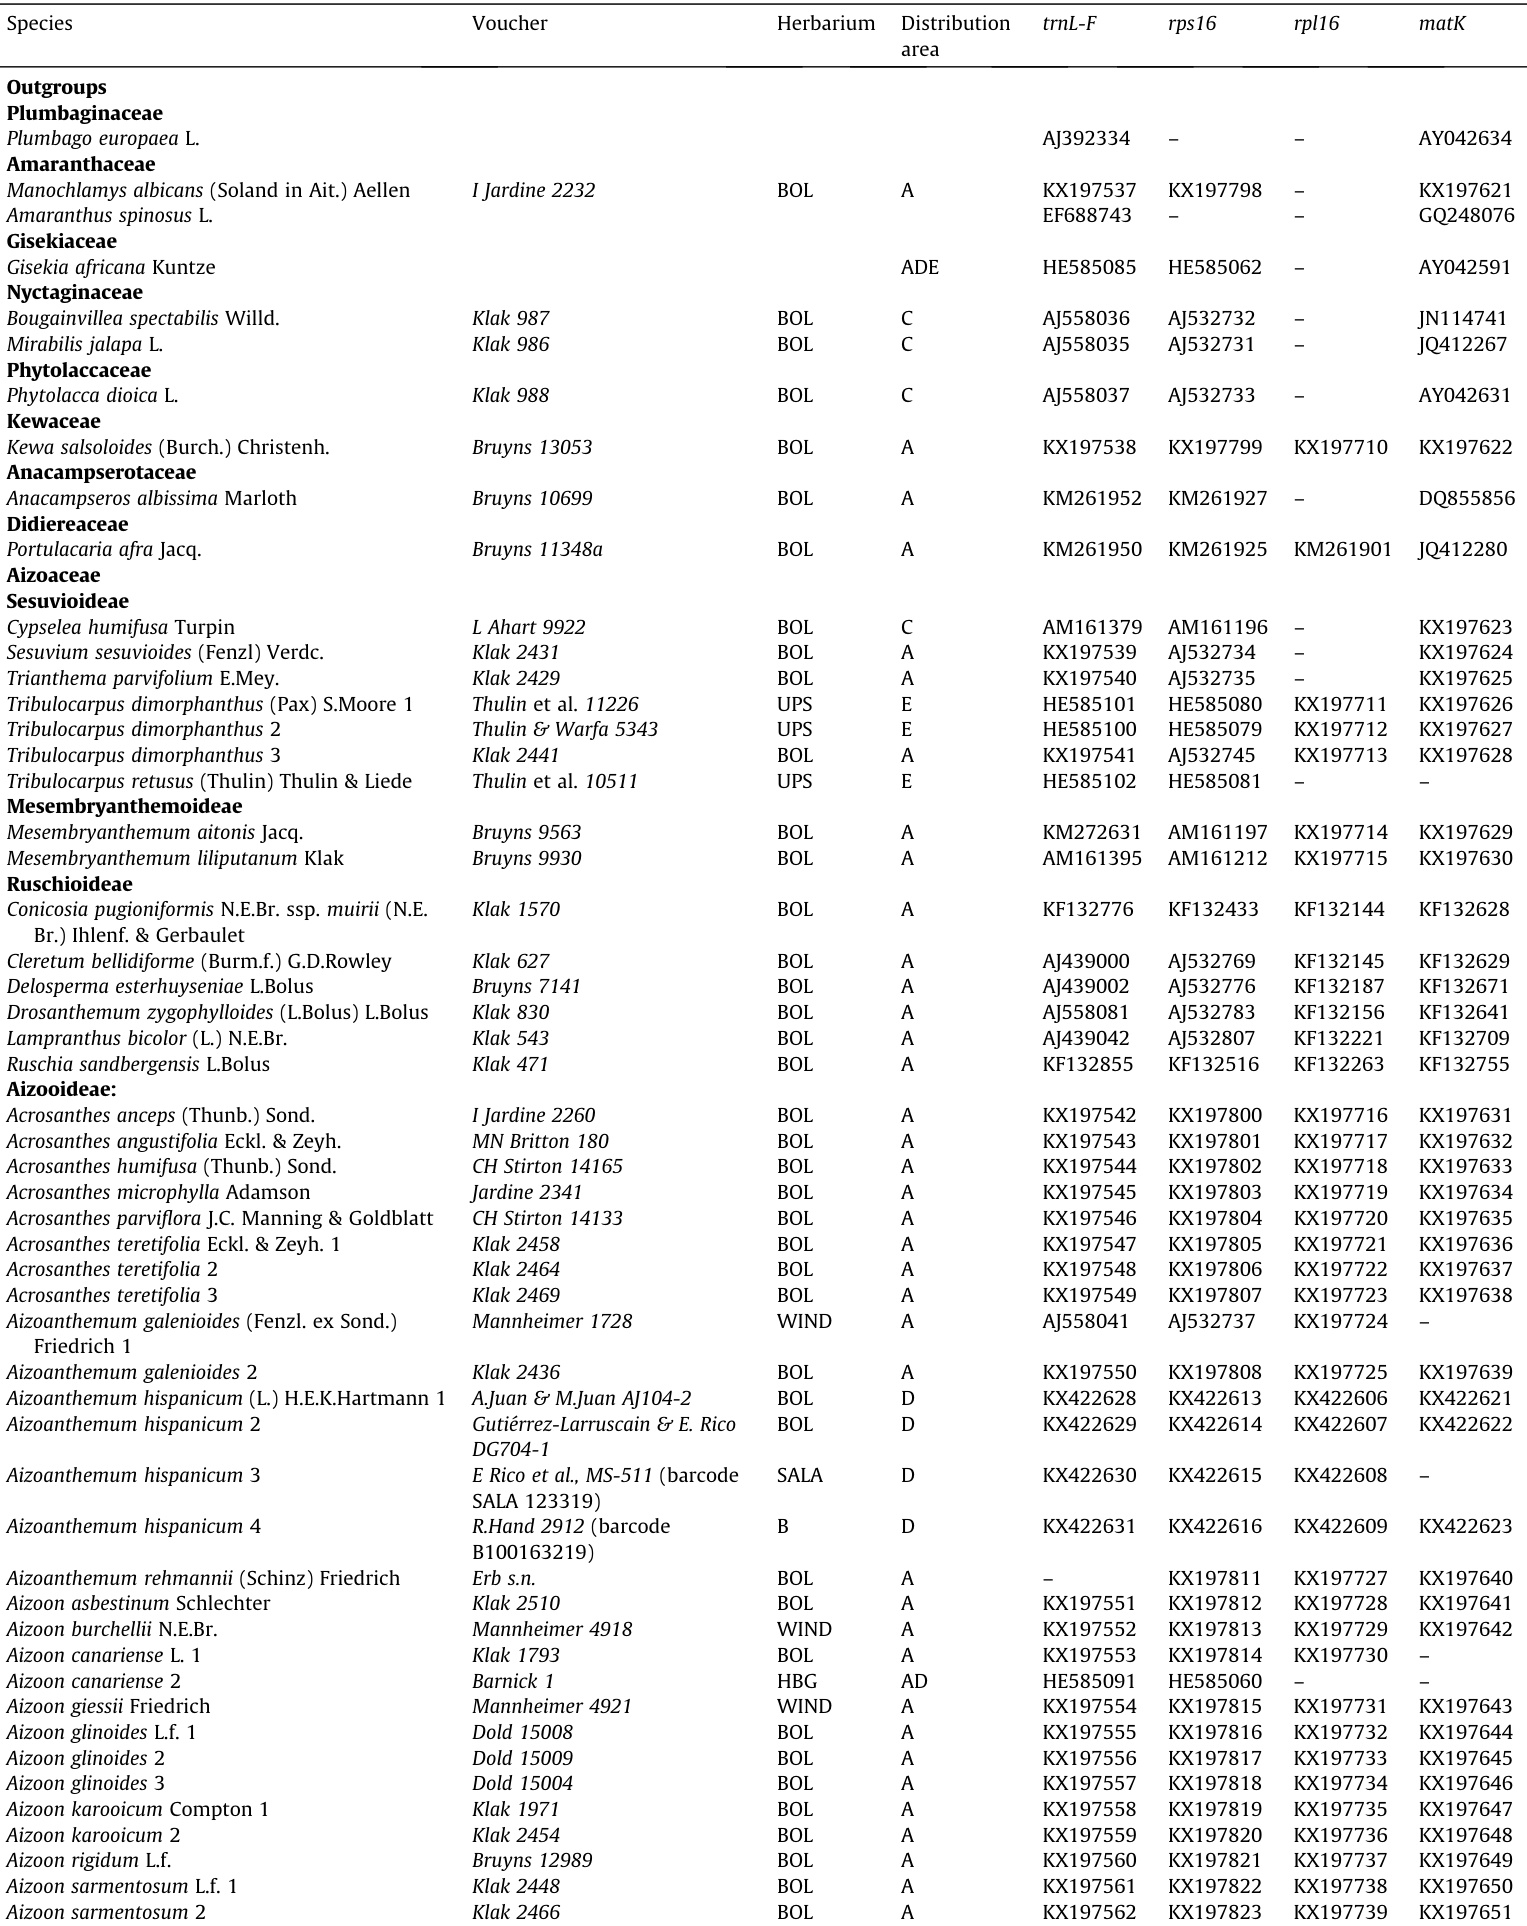 Species Voucher Herbarium Distribution area trnL-F rps16 rpl16 matK
Outgroups
Plumbaginaceae
Plumbago europaea L. AJ392334 – – AY042634
Amaranthaceae
Manochlamys albicans (Soland in Ait.) Aellen I Jardine 2232 BOL A KX197537 KX197798 – KX197621
Amaranthus spinosus L. EF688743 – – GQ248076
Gisekiaceae
Gisekia africana Kuntze ADE HE585085 HE585062 – AY042591
Nyctaginaceae
Bougainvillea spectabilis Willd. Klak 987 BOL C AJ558036 AJ532732 – JN114741
Mirabilis jalapa L. Klak 986 BOL C AJ558035 AJ532731 – JQ412267
Phytolaccaceae
Phytolacca dioica L. Klak 988 BOL C AJ558037 AJ532733 – AY042631
Kewaceae
Kewa salsoloides (Burch.) Christenh. Bruyns 13053 BOL A KX197538 KX197799 KX197710 KX197622
Anacampserotaceae
Anacampseros albissima Marloth Bruyns 10699 BOL A KM261952 KM261927 – DQ855856
Didiereaceae
Portulacaria afra Jacq. Bruyns 11348a BOL A KM261950 KM261925 KM261901 JQ412280
Aizoaceae
Sesuvioideae
Cypselea humifusa Turpin L Ahart 9922 BOL C AM161379 AM161196 – KX197623
Sesuvium sesuvioides (Fenzl) Verdc. Klak 2431 BOL A KX197539 AJ532734 – KX197624
Trianthema parvifolium E.Mey. Klak 2429 BOL A KX197540 AJ532735 – KX197625
Tribulocarpus dimorphanthus (Pax) S.Moore 1 Thulin et al. 11226 UPS E HE585101 HE585080 KX197711 KX197626
Tribulocarpus dimorphanthus 2 Thulin & Warfa 5343 UPS E HE585100 HE585079 KX197712 KX197627
Tribulocarpus dimorphanthus 3 Klak 2441 BOL A KX197541 AJ532745 KX197713 KX197628
Tribulocarpus retusus (Thulin) Thulin & Liede Thulin et al. 10511 UPS E HE585102 HE585081 – –
Mesembryanthemoideae
Mesembryanthemum aitonis Jacq. Bruyns 9563 BOL A KM272631 AM161197 KX197714 KX197629
Mesembryanthemum liliputanum Klak Bruyns 9930 BOL A AM161395 AM161212 KX197715 KX197630
Ruschioideae
Conicosia pugioniformis N.E.Br. ssp. muirii (N.E. Klak 1570 BOL A KF132776 KF132433 KF132144 KF132628
Br.) Ihlenf. & Gerbaulet
Cleretum bellidiforme (Burm.f.) G.D.Rowley Klak 627 BOL A AJ439000 AJ532769 KF132145 KF132629
Delosperma esterhuyseniae L.Bolus Bruyns 7141 BOL A AJ439002 AJ532776 KF132187 KF132671
Drosanthemum zygophylloides (L.Bolus) L.Bolus Klak 830 BOL A AJ558081 AJ532783 KF132156 KF132641
Lampranthus bicolor (L.) N.E.Br. Klak 543 BOL A AJ439042 AJ532807 KF132221 KF132709
Ruschia sandbergensis L.Bolus Klak 471 BOL A KF132855 KF132516 KF132263 KF132755
Aizooideae:
Acrosanthes anceps (Thunb.) Sond. I Jardine 2260 BOL A KX197542 KX197800 KX197716 KX197631
Acrosanthes angustifolia Eckl. & Zeyh. MN Britton 180 BOL A KX197543 KX197801 KX197717 KX197632
Acrosanthes humifusa (Thunb.) Sond. CH Stirton 14165 BOL A KX197544 KX197802 KX197718 KX197633
Acrosanthes microphylla Adamson Jardine 2341 BOL A KX197545 KX197803 KX197719 KX197634
Acrosanthes parviflora J.C. Manning & Goldblatt CH Stirton 14133 BOL A KX197546 KX197804 KX197720 KX197635
Acrosanthes teretifolia Eckl. & Zeyh. 1 Klak 2458 BOL A KX197547 KX197805 KX197721 KX197636
Acrosanthes teretifolia 2 Klak 2464 BOL A KX197548 KX197806 KX197722 KX197637
Acrosanthes teretifolia 3 Klak 2469 BOL A KX197549 KX197807 KX197723 KX197638
Aizoanthemum galenioides (Fenzl. ex Sond.) Mannheimer 1728 WIND A AJ558041 AJ532737 KX197724 –
Friedrich 1
Aizoanthemum galenioides 2 Klak 2436 BOL A KX197550 KX197808 KX197725 KX197639
Aizoanthemum hispanicum (L.) H.E.K.Hartmann 1 A.Juan & M.Juan AJ104-2 BOL D KX422628 KX422613 KX422606 KX422621
Aizoanthemum hispanicum 2 Gutiérrez-Larruscain & E. Rico BOL D KX422629 KX422614 KX422607 KX422622
DG704-1
Aizoanthemum hispanicum 3 E Rico et al., MS-511 (barcode SALA D KX422630 KX422615 KX422608 –
SALA 123319)
Aizoanthemum hispanicum 4 R.Hand 2912 (barcode B D KX422631 KX422616 KX422609 KX422623
B100163219)
Aizoanthemum rehmannii (Schinz) Friedrich Erb s.n. BOL A – KX197811 KX197727 KX197640
Aizoon asbestinum Schlechter Klak 2510 BOL A KX197551 KX197812 KX197728 KX197641
Aizoon burchellii N.E.Br. Mannheimer 4918 WIND A KX197552 KX197813 KX197729 KX197642
Aizoon canariense L. 1 Klak 1793 BOL A KX197553 KX197814 KX197730 –
Aizoon canariense 2 Barnick 1 HBG AD HE585091 HE585060 – –
Aizoon giessii Friedrich Mannheimer 4921 WIND A KX197554 KX197815 KX197731 KX197643
Aizoon glinoides L.f. 1 Dold 15008 BOL A KX197555 KX197816 KX197732 KX197644
Aizoon glinoides 2 Dold 15009 BOL A KX197556 KX197817 KX197733 KX197645
Aizoon glinoides 3 Dold 15004 BOL A KX197557 KX197818 KX197734 KX197646
Aizoon karooicum Compton 1 Klak 1971 BOL A KX197558 KX197819 KX197735 KX197647
Aizoon karooicum 2 Klak 2454 BOL A KX197559 KX197820 KX197736 KX197648
Aizoon rigidum L.f. Bruyns 12989 BOL A KX197560 KX197821 KX197737 KX197649
Aizoon sarmentosum L.f. 1 Klak 2448 BOL A KX197561 KX197822 KX197738 KX197650
Aizoon sarmentosum 2 Klak 2466 BOL A KX197562 KX197823 KX197739 KX197651